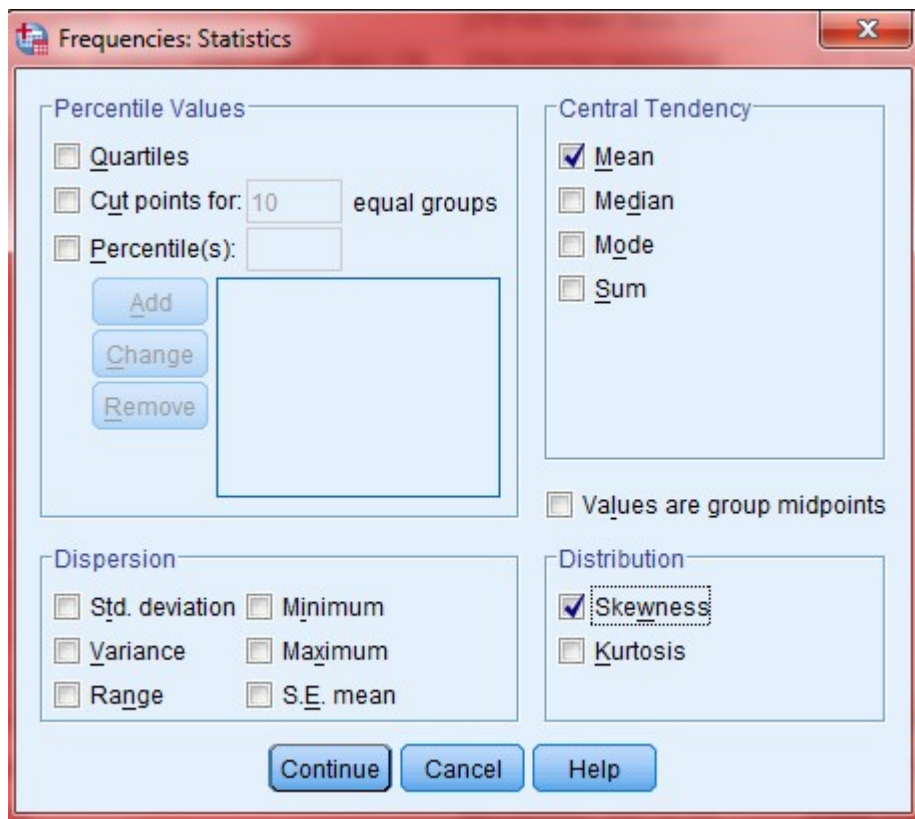 Frequencies: Statistics
Percentile Values
Quartiles
Cut points for: 10 equal groups
Percentile(s):
Add
Change
Remove
Central Tendency
Mean
Median
Mode
Sum
Values are group midpoints
Dispersion
Std. deviation Minimum
Variance Maximum
Range S.E. mean
Distribution
Skewness
Kurtosis
Continue Cancel Help